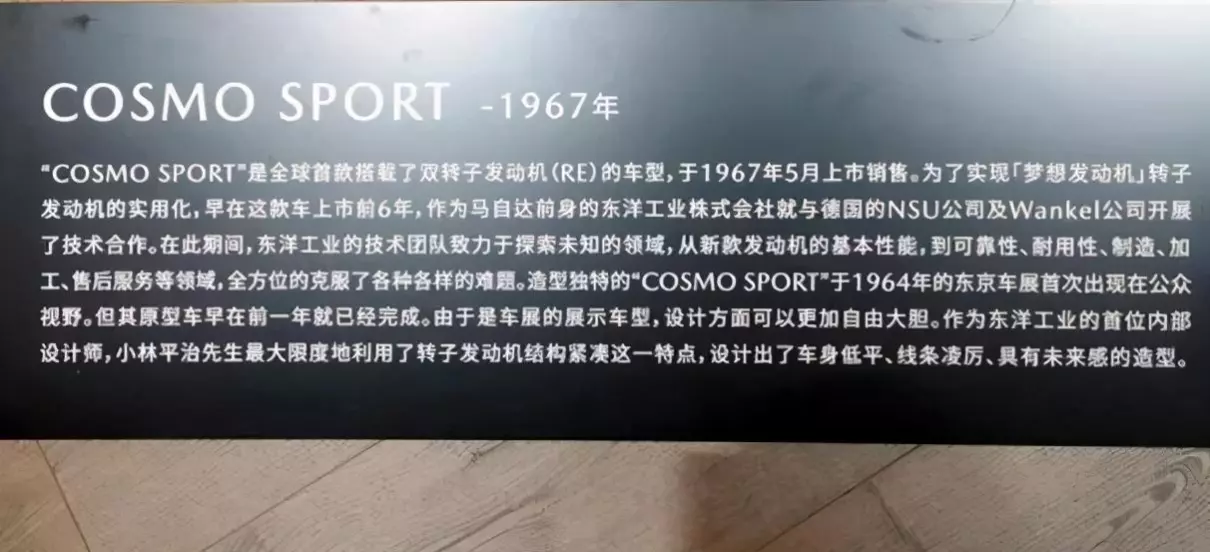 COSMO SPORT -1967年
“COSMO SPORT”是全球首款搭载了双转子发动机（RE）的车型，于1967年5月上市销售。为了实现「梦想发动机」转子
发动机的实用化，早在这款车上市前6年，作为马自达前身的东洋工业株式会社就与德国的NSU公司及Wankel公司开展
了技术合作。在此期间，东洋工业的技术团队致力于探索未知的领域，从新款发动机的基本性能，到可靠性、耐用性、制造、加
工、售后服务等领域，全方位的克服了各种各样的难题。造型独特的“COSMO SPORT”于1964年的东京车展首次出现在公众
视野。但其原型车早在前一年就已经完成。由于是车展的展示车型，设计方面可以更加自由大胆。作为东洋工业的首位内部
设计师，小林平治先生最大限度地利用了转子发动机结构紧凑这一特点，设计出了车身低平、线条凌厉、具有未来感的造型。